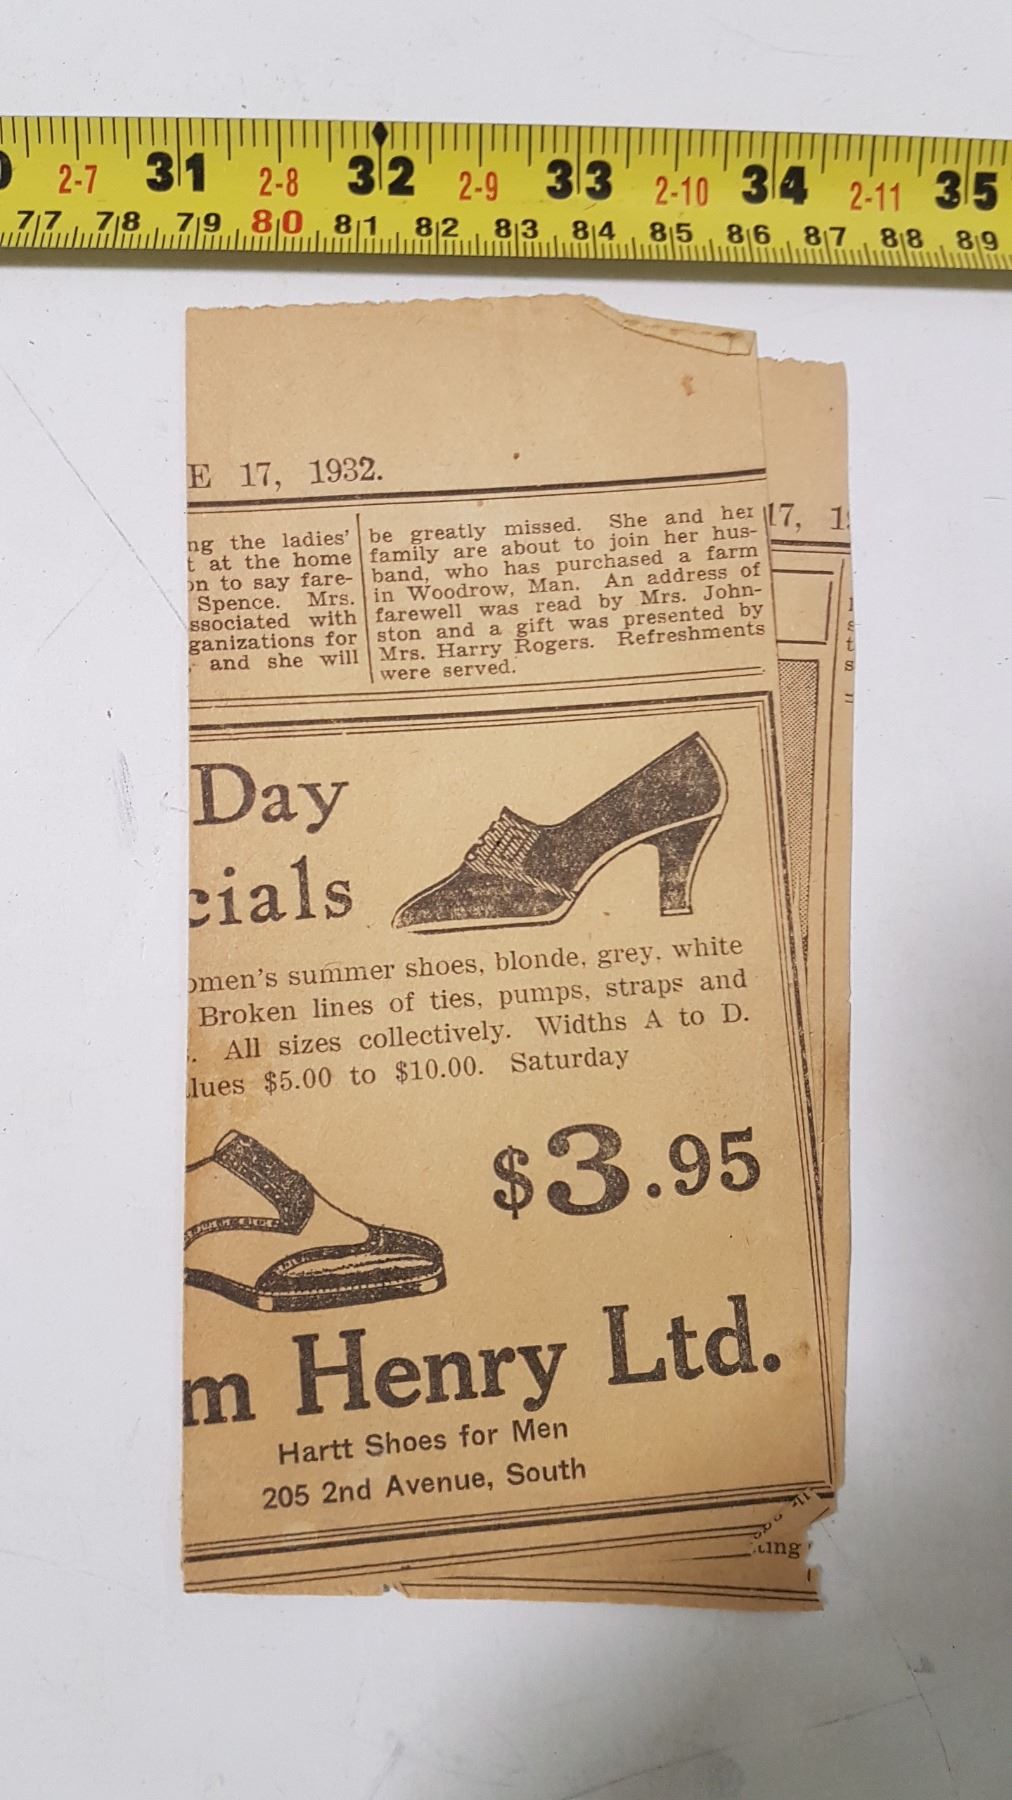 2-7 31 2-8 32 2-9 33 2-10 34 2-11 35
77 78 79 80 81 82 83 84 85 86 87 88 89
E 17, 1932.
17, 1
ng the ladies'
t at the home
on to say fare-
Spence. Mrs.
ssociated with
ganizations for
and she will
be greatly missed. She and her
family are about to join her hus-
band, who has purchased a farm
in Woodrow, Man. An address of
farewell was read by Mrs. John-
ston and a gift was presented by
Mrs. Harry Rogers. Refreshments
were served.
Day
cials
omen's summer shoes, blonde, grey, white
Broken lines of ties, pumps, straps and
. All sizes collectively. Widths A to D.
lues $5.00 to $10.00. Saturday
$3.95
m Henry Ltd.
Hartt Shoes for Men
205 2nd Avenue, South
ting